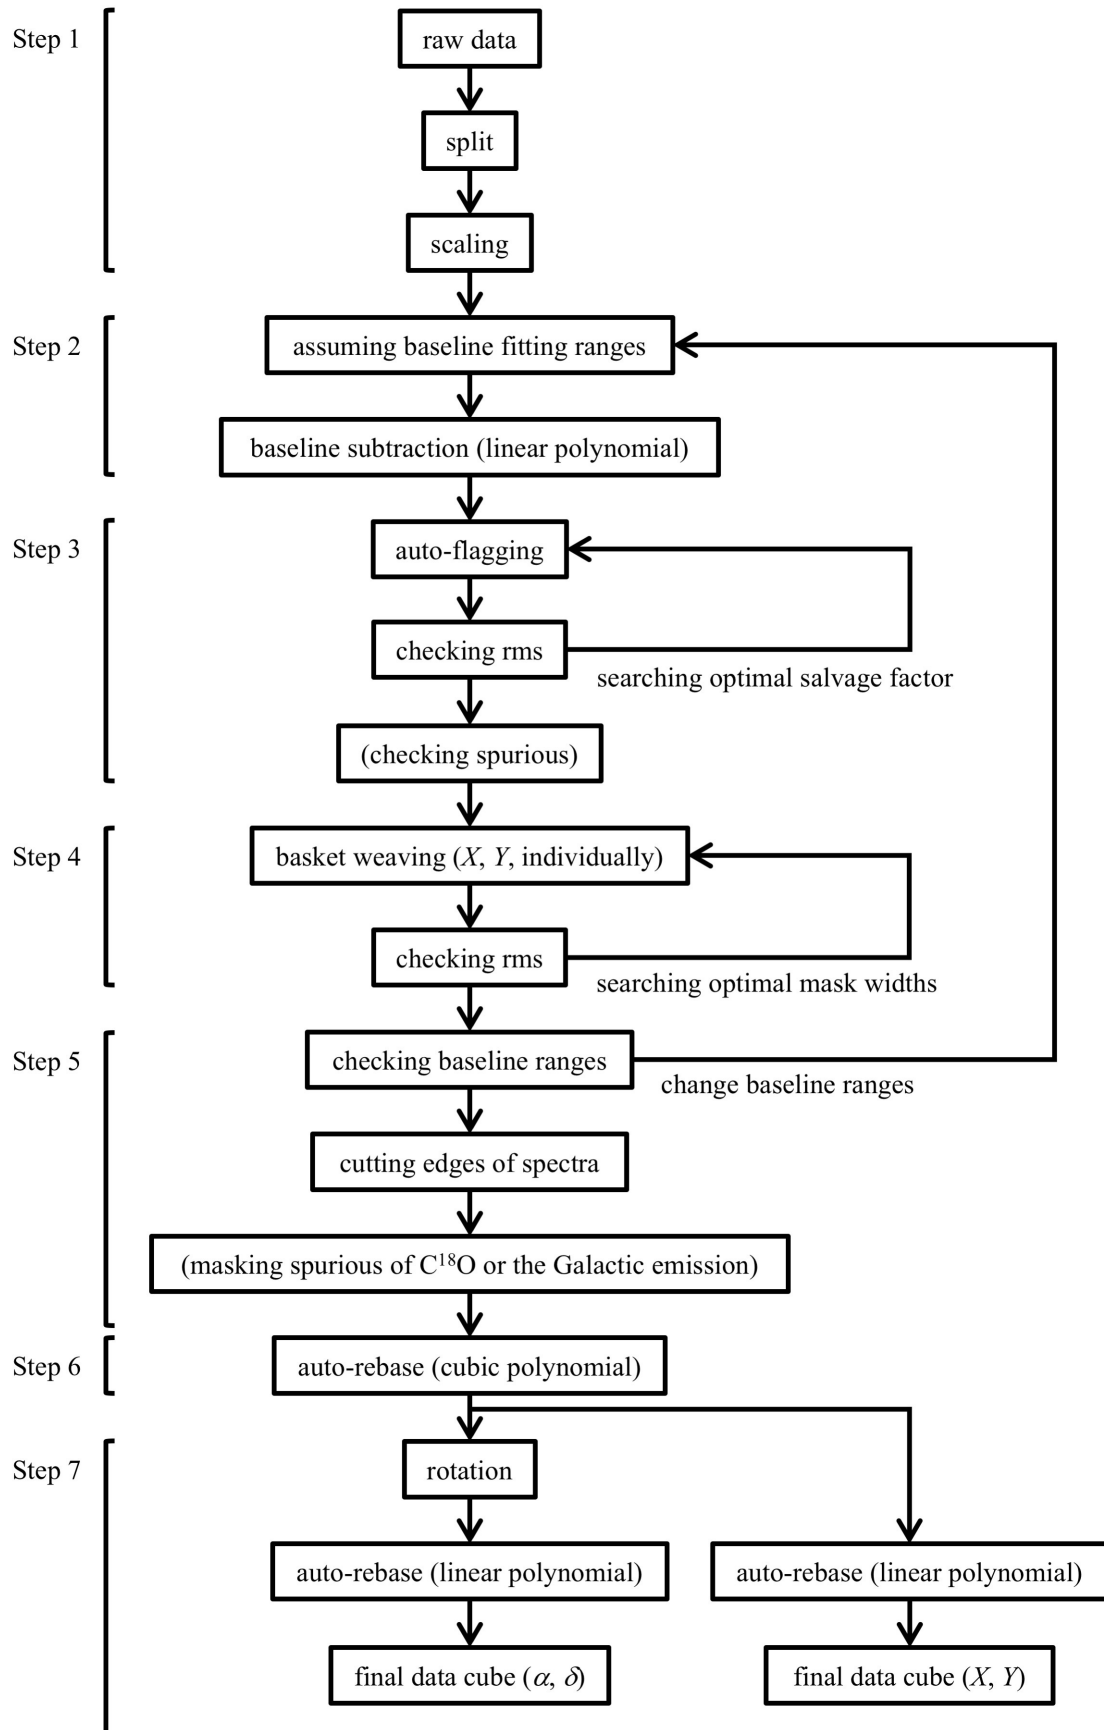 Step 1
raw data
split
scaling
Step 2
assuming baseline fitting ranges
baseline subtraction (linear polynomial)
Step 3
auto-flagging
checking rms
searching optimal salvage factor
(checking spurious)
Step 4
basket weaving (X, Y, individually)
checking rms
searching optimal mask widths
Step 5
checking baseline ranges
change baseline ranges
cutting edges of spectra
(masking spurious of C¹⁸O or the Galactic emission)
Step 6
auto-rebase (cubic polynomial)
Step 7
rotation
auto-rebase (linear polynomial)
auto-rebase (linear polynomial)
final data cube (α, δ)
final data cube (X, Y)